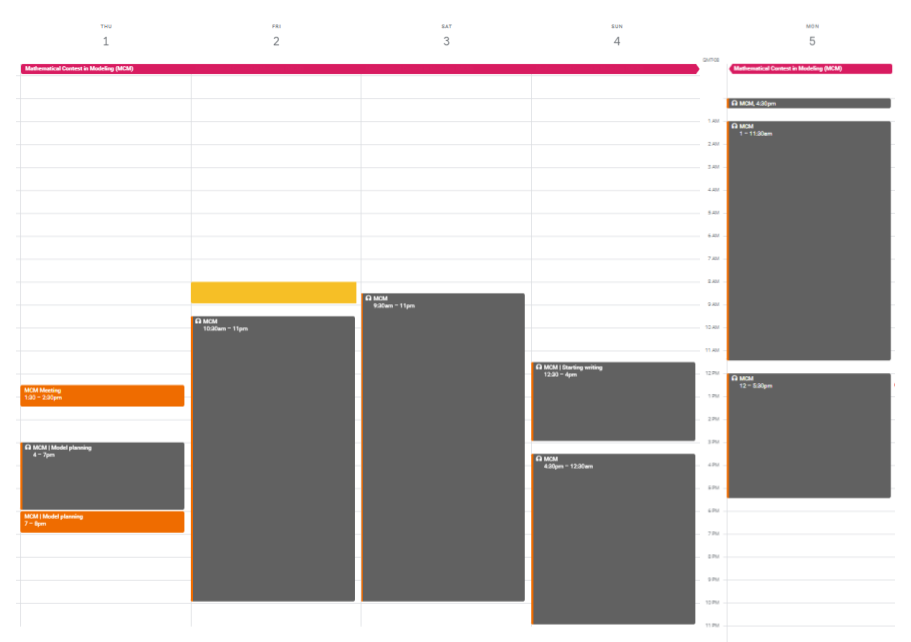 THU
FRI
SAT
SUN
MON
1
2
3
4
5
Mathematical Contest in Modeling (MCM)
Mathematical Contest in Modeling (MCM)
MCM, 4:30pm
MCM
1 – 11:30am
MCM
12 – 5:30pm
MCM Meeting
1:30 – 2:30pm
MCM | Model planning
4 – 7pm
MCM | Model planning
7 – 8pm
MCM
10:30am – 11pm
MCM
9:30am – 11pm
MCM | Starting writing
12:30 – 4pm
MCM
4:30pm – 12:30am
1 AM
2 AM
3 AM
4 AM
5 AM
6 AM
7 AM
8 AM
9 AM
10 AM
11 AM
12 PM
1 PM
2 PM
3 PM
4 PM
5 PM
6 PM
7 PM
8 PM
9 PM
10 PM
11 PM